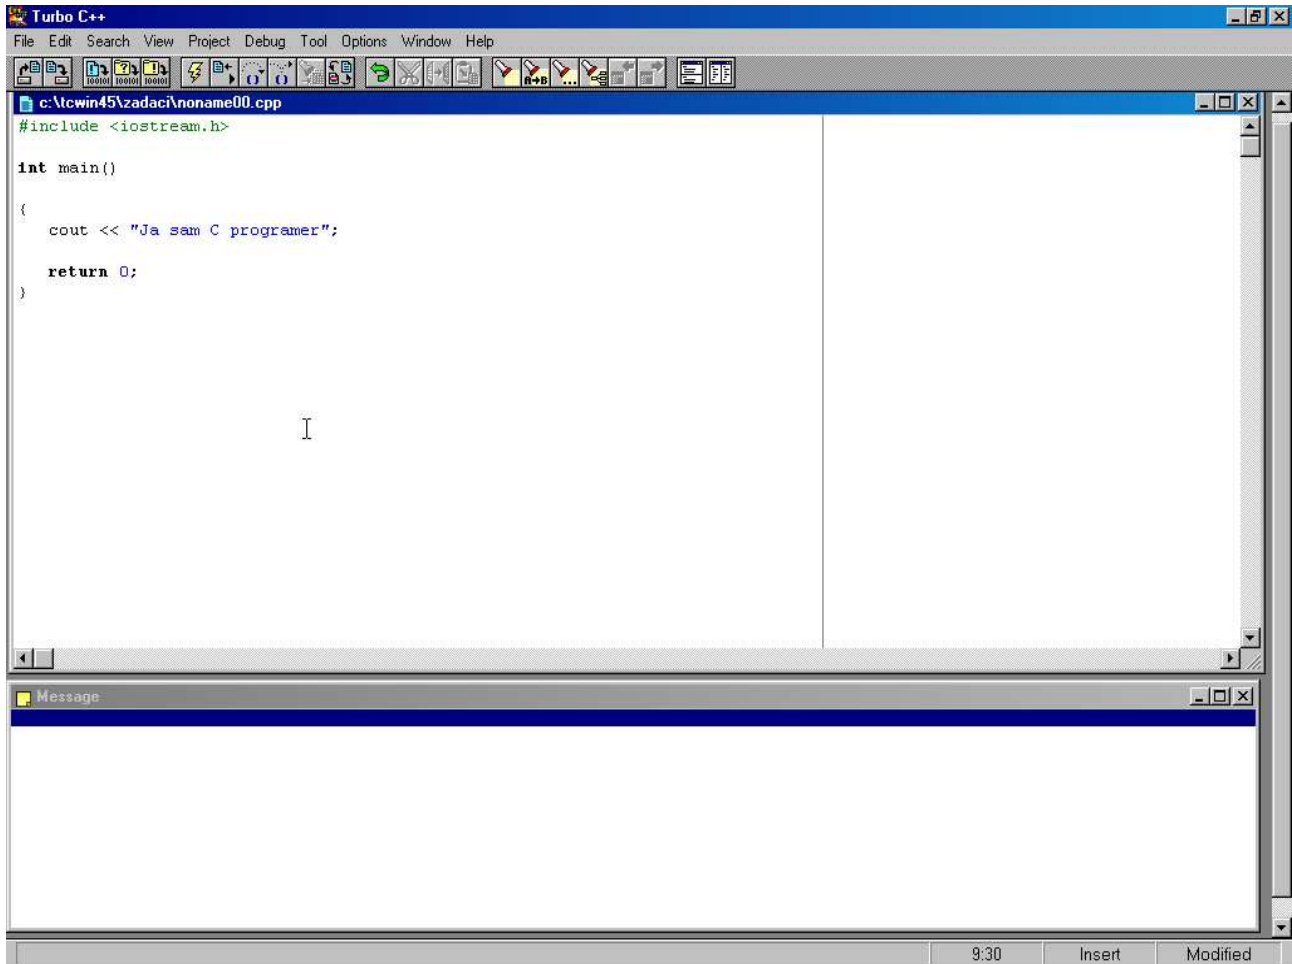 Turbo C++
File Edit Search View Project Debug Tool Options Window Help
c:\tcwin45\zadaci\noname00.cpp
#include <iostream.h>
int main()
{
cout << "Ja sam C programer";
return 0;
}
Message
9:30 Insert Modified